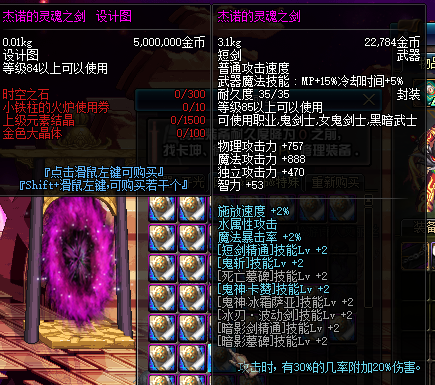 杰诺的灵魂之剑 设计图
0.01kg 5,000,000金币
设计图
等级84以上可以使用
时空之石 0/300
小铁柱的火炉使用券 0/10
上级元素结晶 0/1500
金色大晶体 0/100
『点击滑鼠左键可购买』
『Shift+滑鼠左键,可购买若干个』
杰诺的灵魂之剑
3.1kg 22,784金币
短剑 武器
普通攻击速度
武器魔法技能：MP+15%冷却时间+5%
耐久度 35/35 封装
等级85以上可以使用
可使用职业,鬼剑士,女鬼剑士,黑暗武士
物理攻击力 +757
魔法攻击力 +888
独立攻击力 +470
智力 +53
施放速度 +2%
水属性攻击
魔法暴击率 +2%
[短剑精通]技能Lv +2
[鬼斩]技能Lv +2
[死亡墓碑]技能Lv +2
[鬼神·卡赞]技能Lv +2
[鬼神·冰霜萨亚]技能Lv +2
[冰刃·波动剑]技能Lv +2
[暗影剑精通]技能Lv +2
[暗影墓碑]技能Lv +2
攻击时, 有30%的几率附加20%伤害。